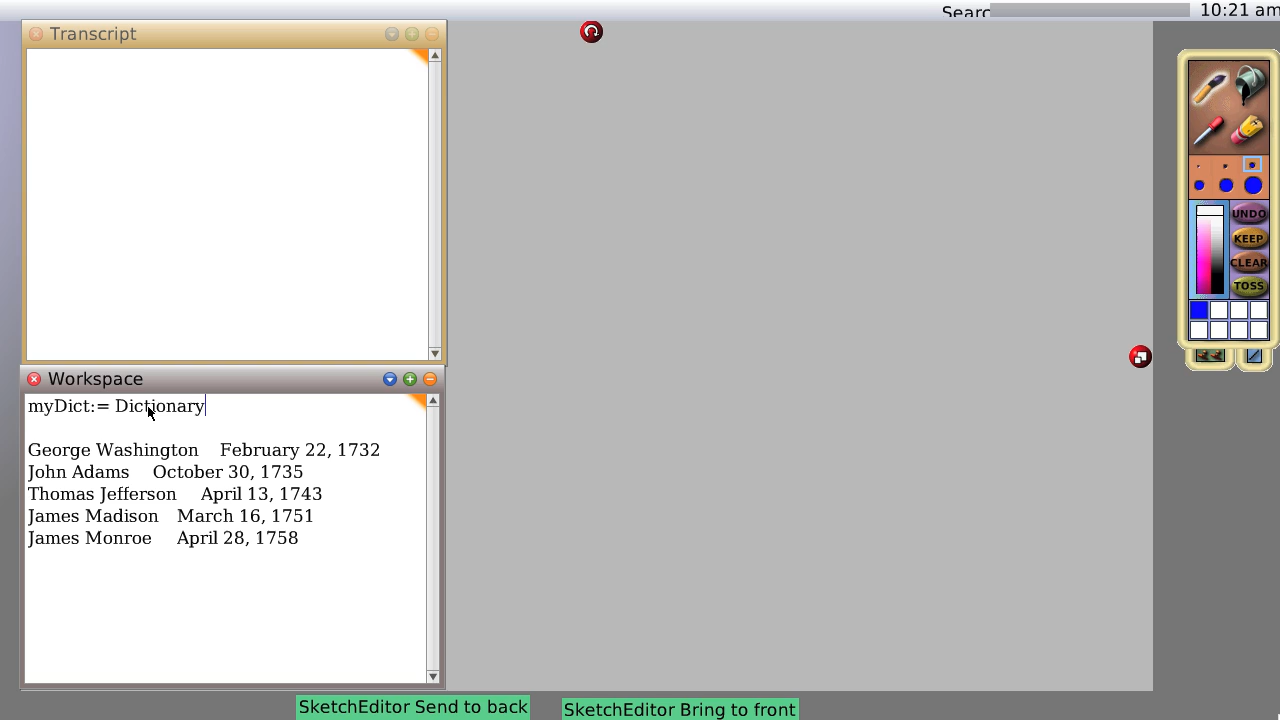 Searc
10:21 am
Transcript
UNDO
KEEP
CLEAR
TOSS
Workspace
myDict:= Dictionary
George Washington February 22, 1732
John Adams October 30, 1735
Thomas Jefferson April 13, 1743
James Madison March 16, 1751
James Monroe April 28, 1758
SketchEditor Send to back
SketchEditor Bring to front